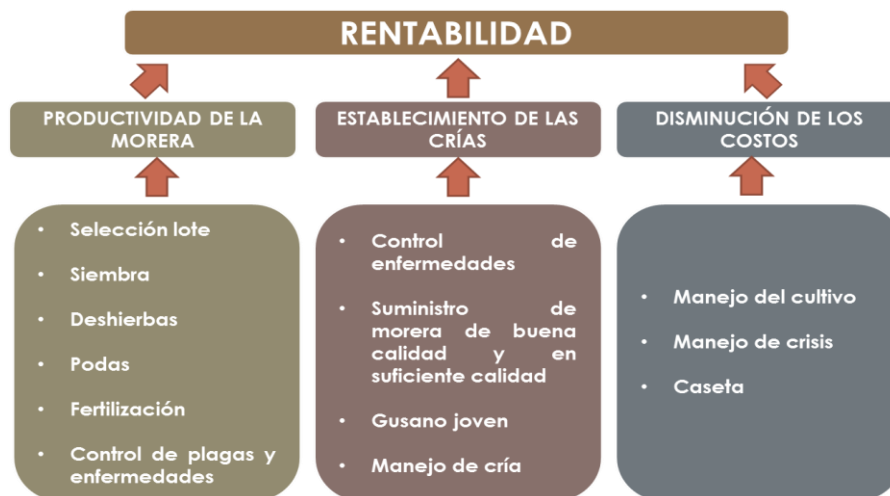 RENTABILIDAD
PRODUCTIVIDAD DE LA
MORERA
ESTABLECIMIENTO DE LAS
CRÍAS
DISMINUCIÓN DE LOS
COSTOS
• Selección lote
• Siembra
• Deshierbas
• Podas
• Fertilización
• Control de plagas y
enfermedades
• Control de
enfermedades
• Suministro de
morera de buena
calidad y en
suficiente calidad
• Gusano joven
• Manejo de cría
• Manejo del cultivo
• Manejo de crisis
• Caseta